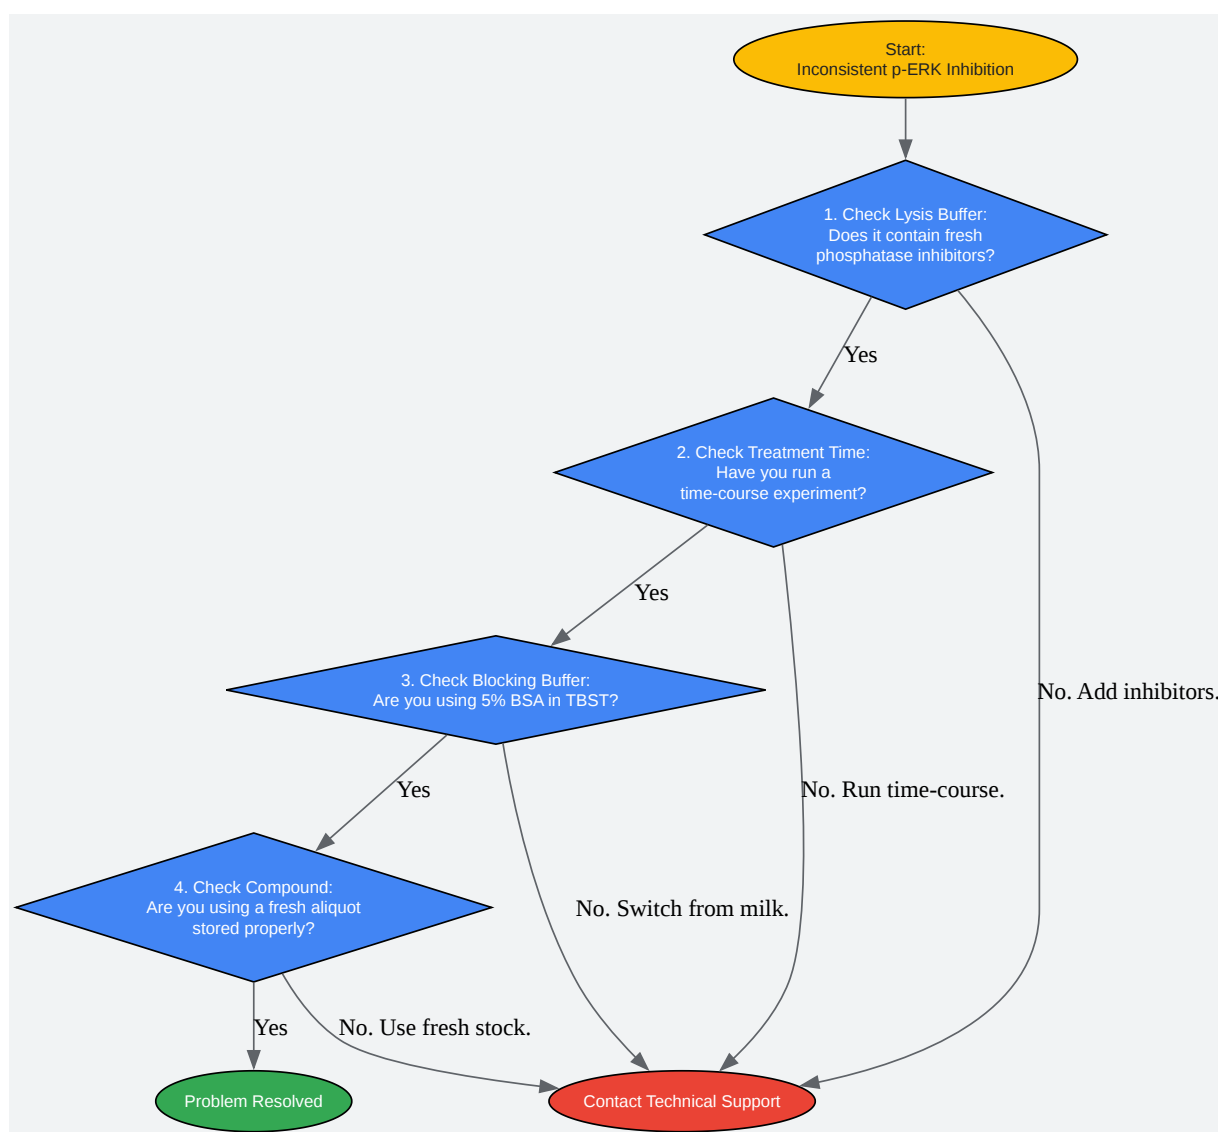 Start:
Inconsistent p-ERK Inhibition
1. Check Lysis Buffer:
Does it contain fresh
phosphatase inhibitors?
Yes
2. Check Treatment Time:
Have you run a
time-course experiment?
Yes
3. Check Blocking Buffer:
Are you using 5% BSA in TBST?
No. Add inhibitors.
Yes
No. Run time-course.
4. Check Compound:
Are you using a fresh aliquot
stored properly?
No. Switch from milk.
Yes
No. Use fresh stock.
Problem Resolved
Contact Technical Support